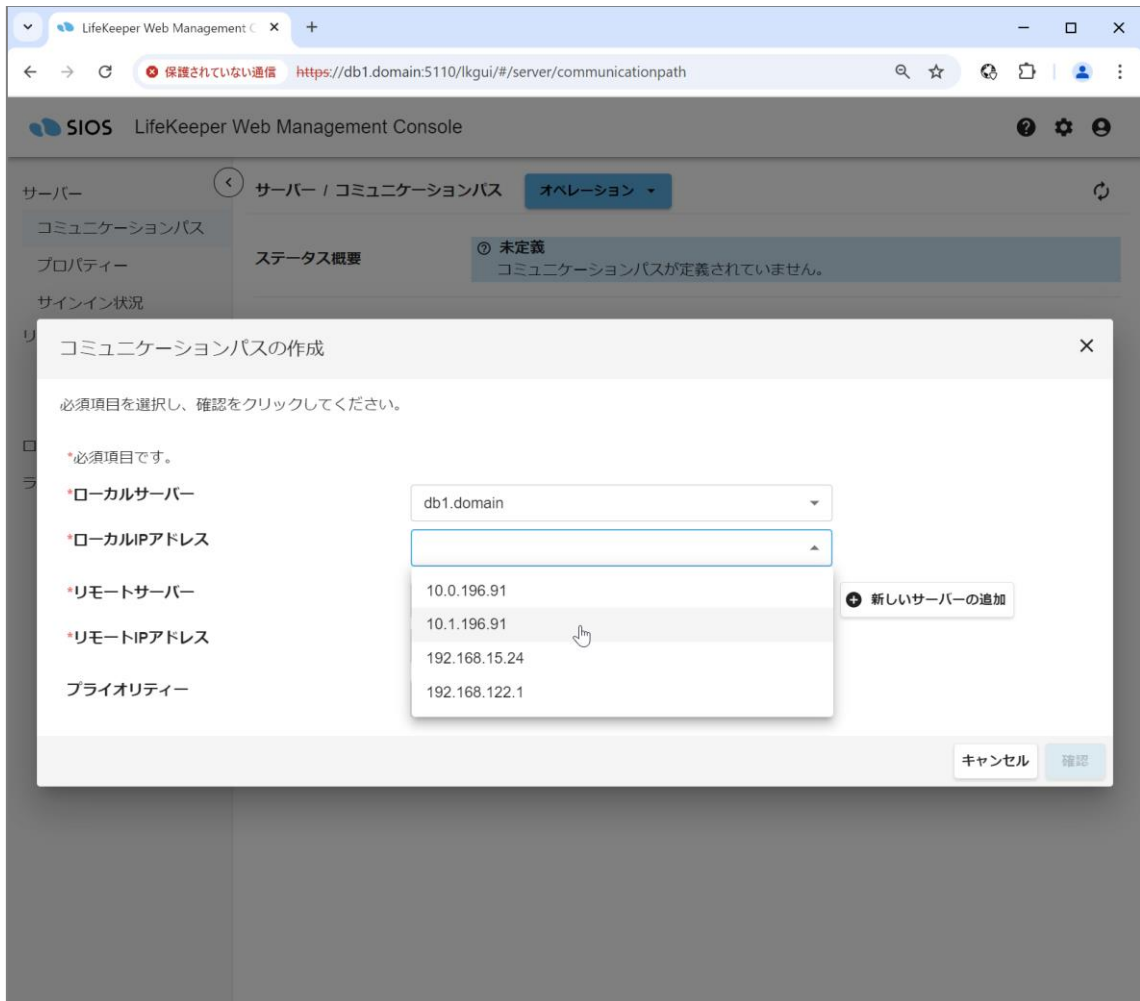 LifeKeeper Web Management C
保護されていない通信 https://db1.domain:5110/lkgui/#/server/communicationpath
SIOS LifeKeeper Web Management Console
サーバー
コミュニケーションパス
プロパティー
サインイン状況
リ
ロ
ラ
サーバー / コミュニケーションパス オペレーション
ステータス概要
未定義
コミュニケーションパスが定義されていません。
コミュニケーションパスの作成
必須項目を選択し、確認をクリックしてください。
*必須項目です。
*ローカルサーバー db1.domain
*ローカルIPアドレス
10.0.196.91
10.1.196.91
192.168.15.24
192.168.122.1
*リモートサーバー 新しいサーバーの追加
*リモートIPアドレス
プライオリティー
キャンセル 確認